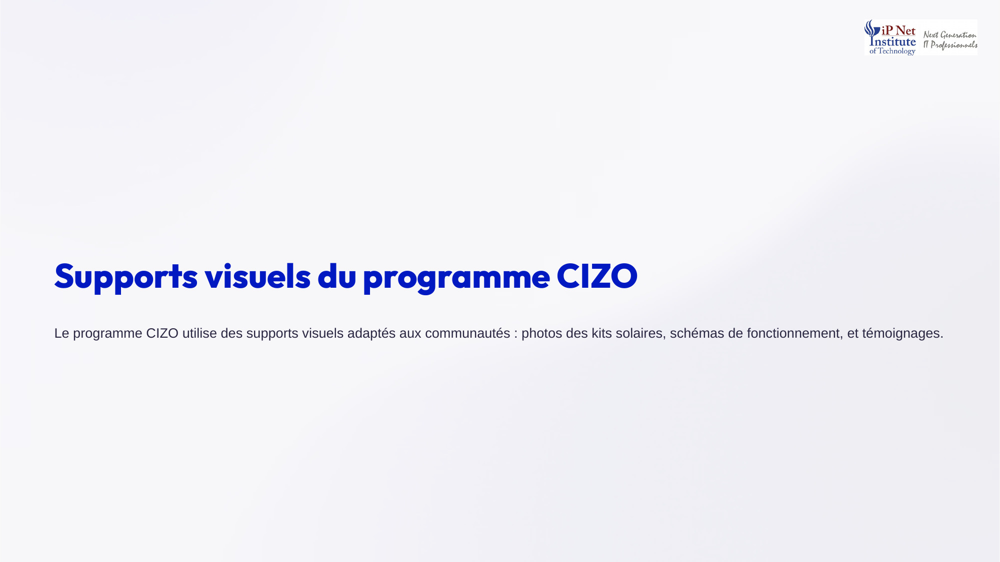 iP Net
Institute
of Technology
Next Generation
IT Professionnels
Supports visuels du programme CIZO
Le programme CIZO utilise des supports visuels adaptés aux communautés : photos des kits solaires, schémas de fonctionnement, et témoignages.